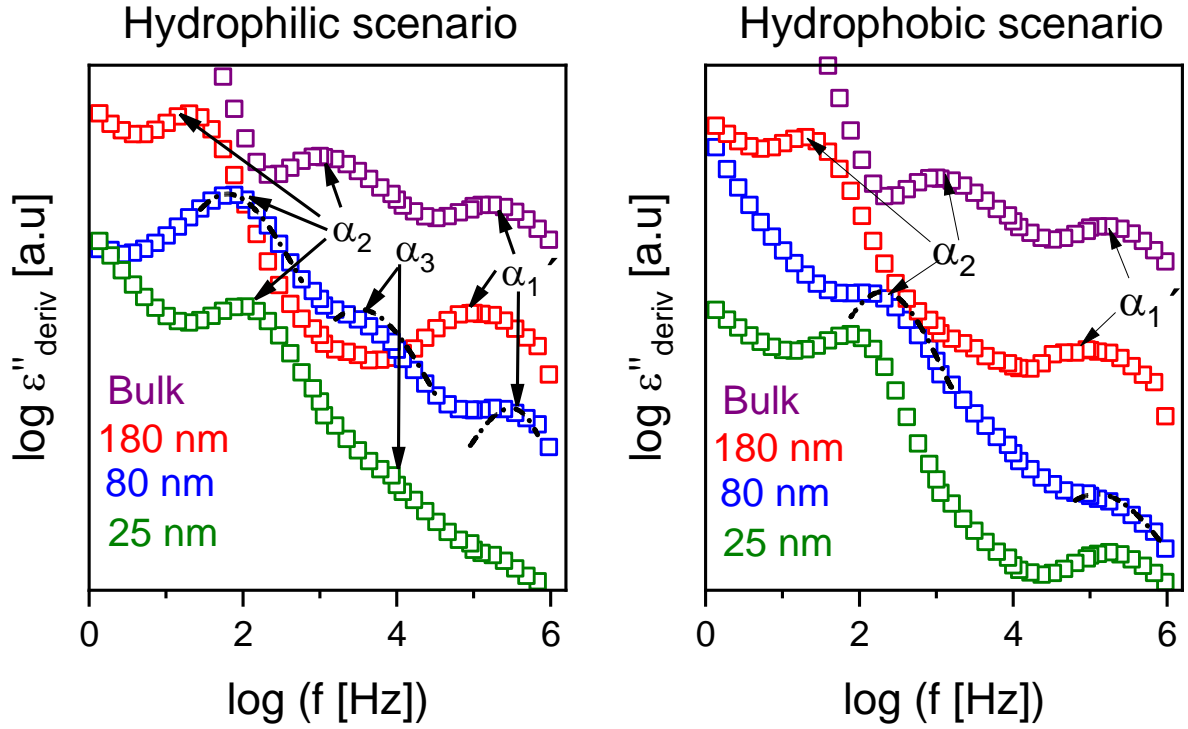 Hydrophilic scenario
log ε"deriv [a.u]
α2
α3
α1´
Bulk
180 nm
80 nm
25 nm
0
2
4
6
log (f [Hz])
Hydrophobic scenario
log ε"deriv [a.u]
α2
α1´
Bulk
180 nm
80 nm
25 nm
0
2
4
6
log (f [Hz])